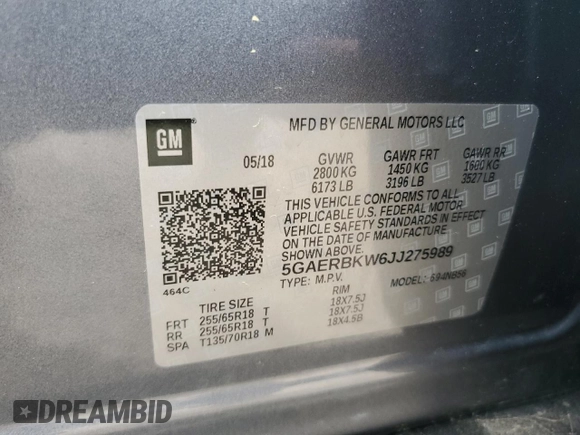 GM
MFD BY GENERAL MOTORS LLC
05/18 GVWR GAWR FRT GAWR RR
2800 KG 1450 KG 1600 KG
6173 LB 3196 LB 3527 LB
THIS VEHICLE CONFORMS TO ALL
APPLICABLE U.S. FEDERAL MOTOR
VEHICLE SAFETY STANDARDS IN EFFECT
ON THE DATE OF MANUFACTURE SHOWN ABOVE.
5GAERBKW6JJ275989
464C TYPE: M.P.V. MODEL:
TIRE SIZE RIM
FRT 255/65R18 T 18X7.5J
RR 255/65R18 T 18X7.5J
SPA T135/70R18 M 18X4.5B
DREAMBID